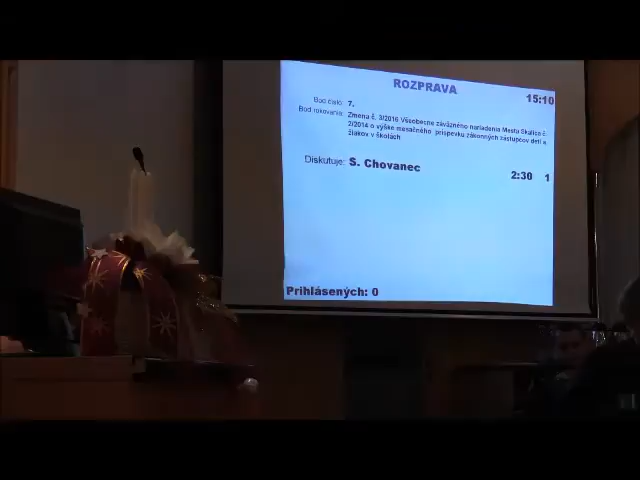 ROZPRAVA
15:10
Bod číslo: 7.
Bod rokovania: Zmena č. 3/2016 Všeobecne záväzného nariadenia Mesta Skalica č.
2/2014 o výške mesačného príspevku zákonných zástupcov detí a
žiakov v školách
Diskutuje: S. Chovanec
2:30 1
Prihlásených: 0